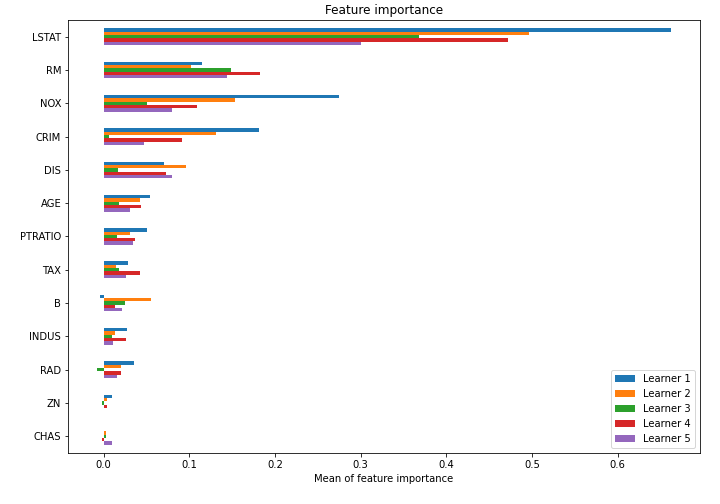 Feature importance
LSTAT
RM
NOX
CRIM
DIS
AGE
PTRATIO
TAX
B
INDUS
RAD
ZN
CHAS
Learner 1
Learner 2
Learner 3
Learner 4
Learner 5
0.0 0.1 0.2 0.3 0.4 0.5 0.6
Mean of feature importance